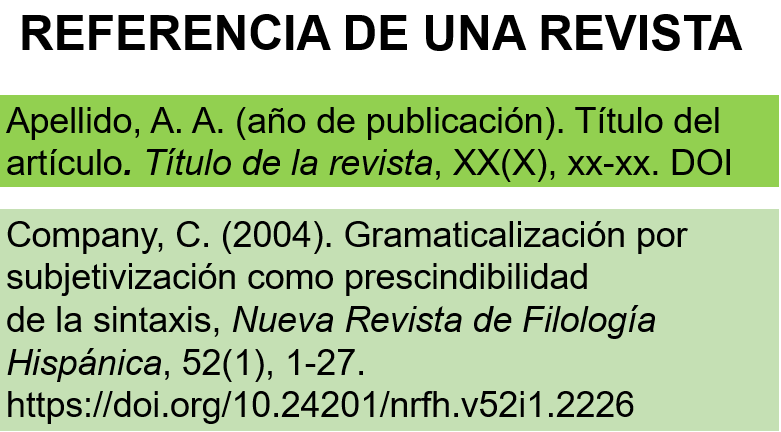 REFERENCIA DE UNA REVISTA
Apellido, A. A. (año de publicación). Título del
artículo. Título de la revista, XX(X), xx-xx. DOI
Company, C. (2004). Gramaticalización por
subjetivización como prescindibilidad
de la sintaxis, Nueva Revista de Filología
Hispánica, 52(1), 1-27.
https://doi.org/10.24201/nrfh.v52i1.2226